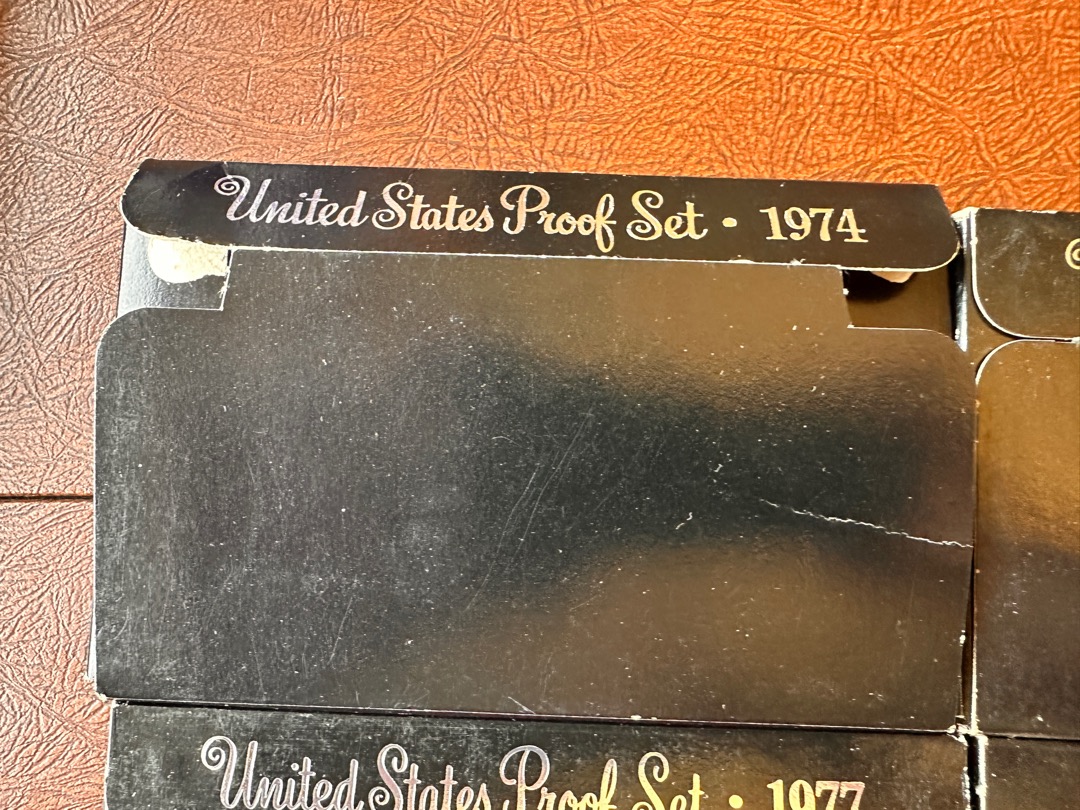 United States Proof Set • 1974
United States Proof Set • 1977